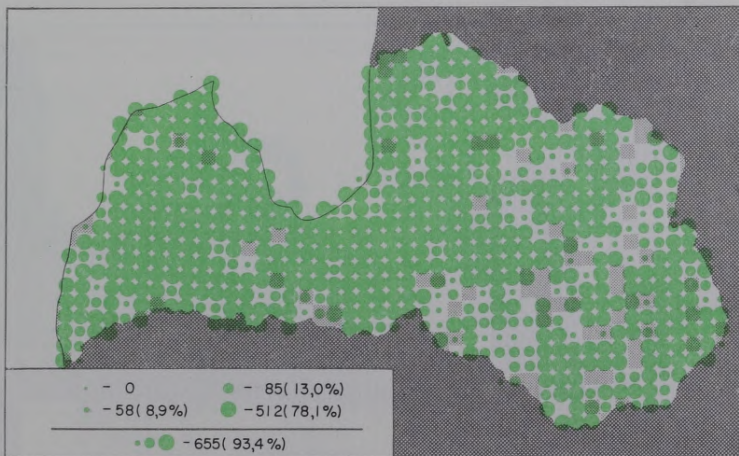 - 0 - 85(13,0%)
- 58(8,9%) - 512(78,1%)
- 655(93,4%)